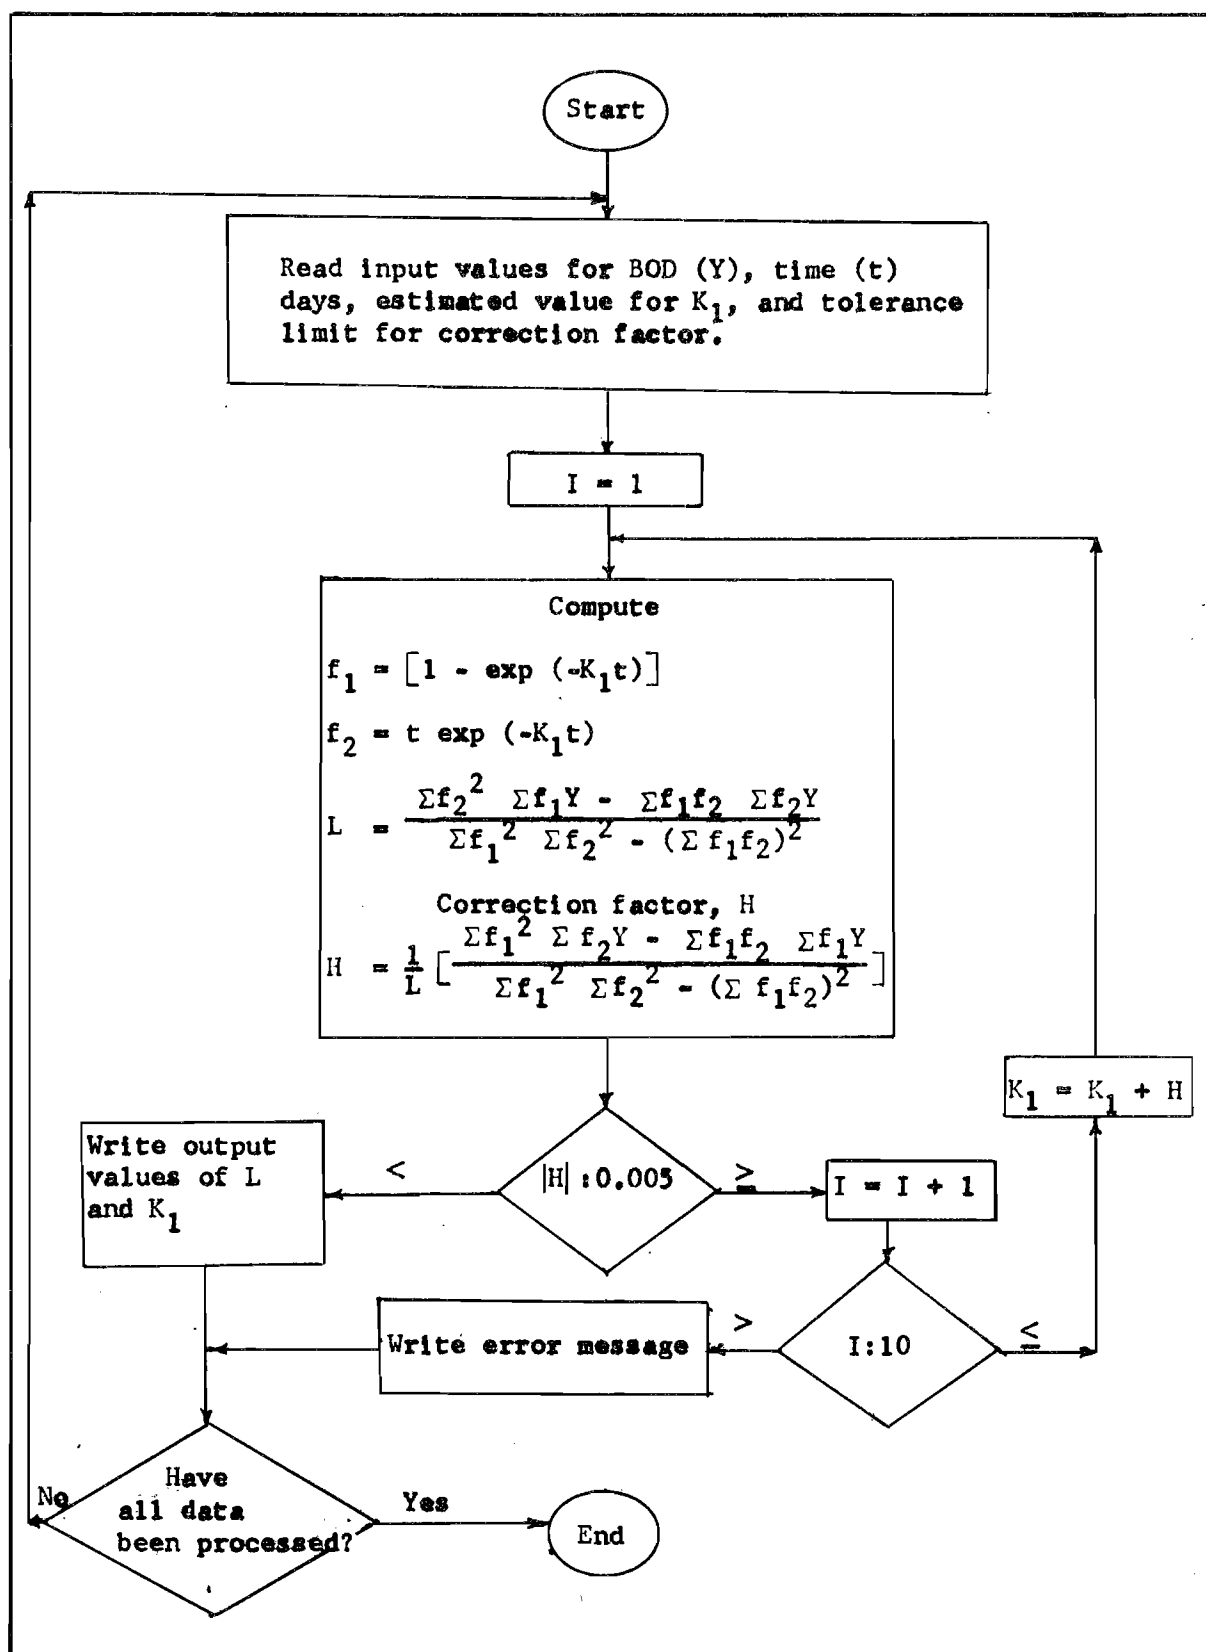 Start
Read input values for BOD (Y), time (t)
days, estimated value for K₁, and tolerance
limit for correction factor.
I = 1
Compute
f₁ = [1 - exp (-K₁t)]
f₂ = t exp (-K₁t)
L = (Σf₂² Σf₁Y - Σf₁f₂ Σf₂Y) / (Σf₁² Σf₂² - (Σf₁f₂)²)
Correction factor, H
H = 1/L [(Σf₁² Σf₂Y - Σf₁f₂ Σf₁Y) / (Σf₁² Σf₂² - (Σf₁f₂)²)]
K₁ = K₁ + H
Write output
values of L
and K₁
<
|H| :0.005
≥
I = I + 1
Write error message
>
I:10
≤
No
Have
all data
been processed?
Yes
End